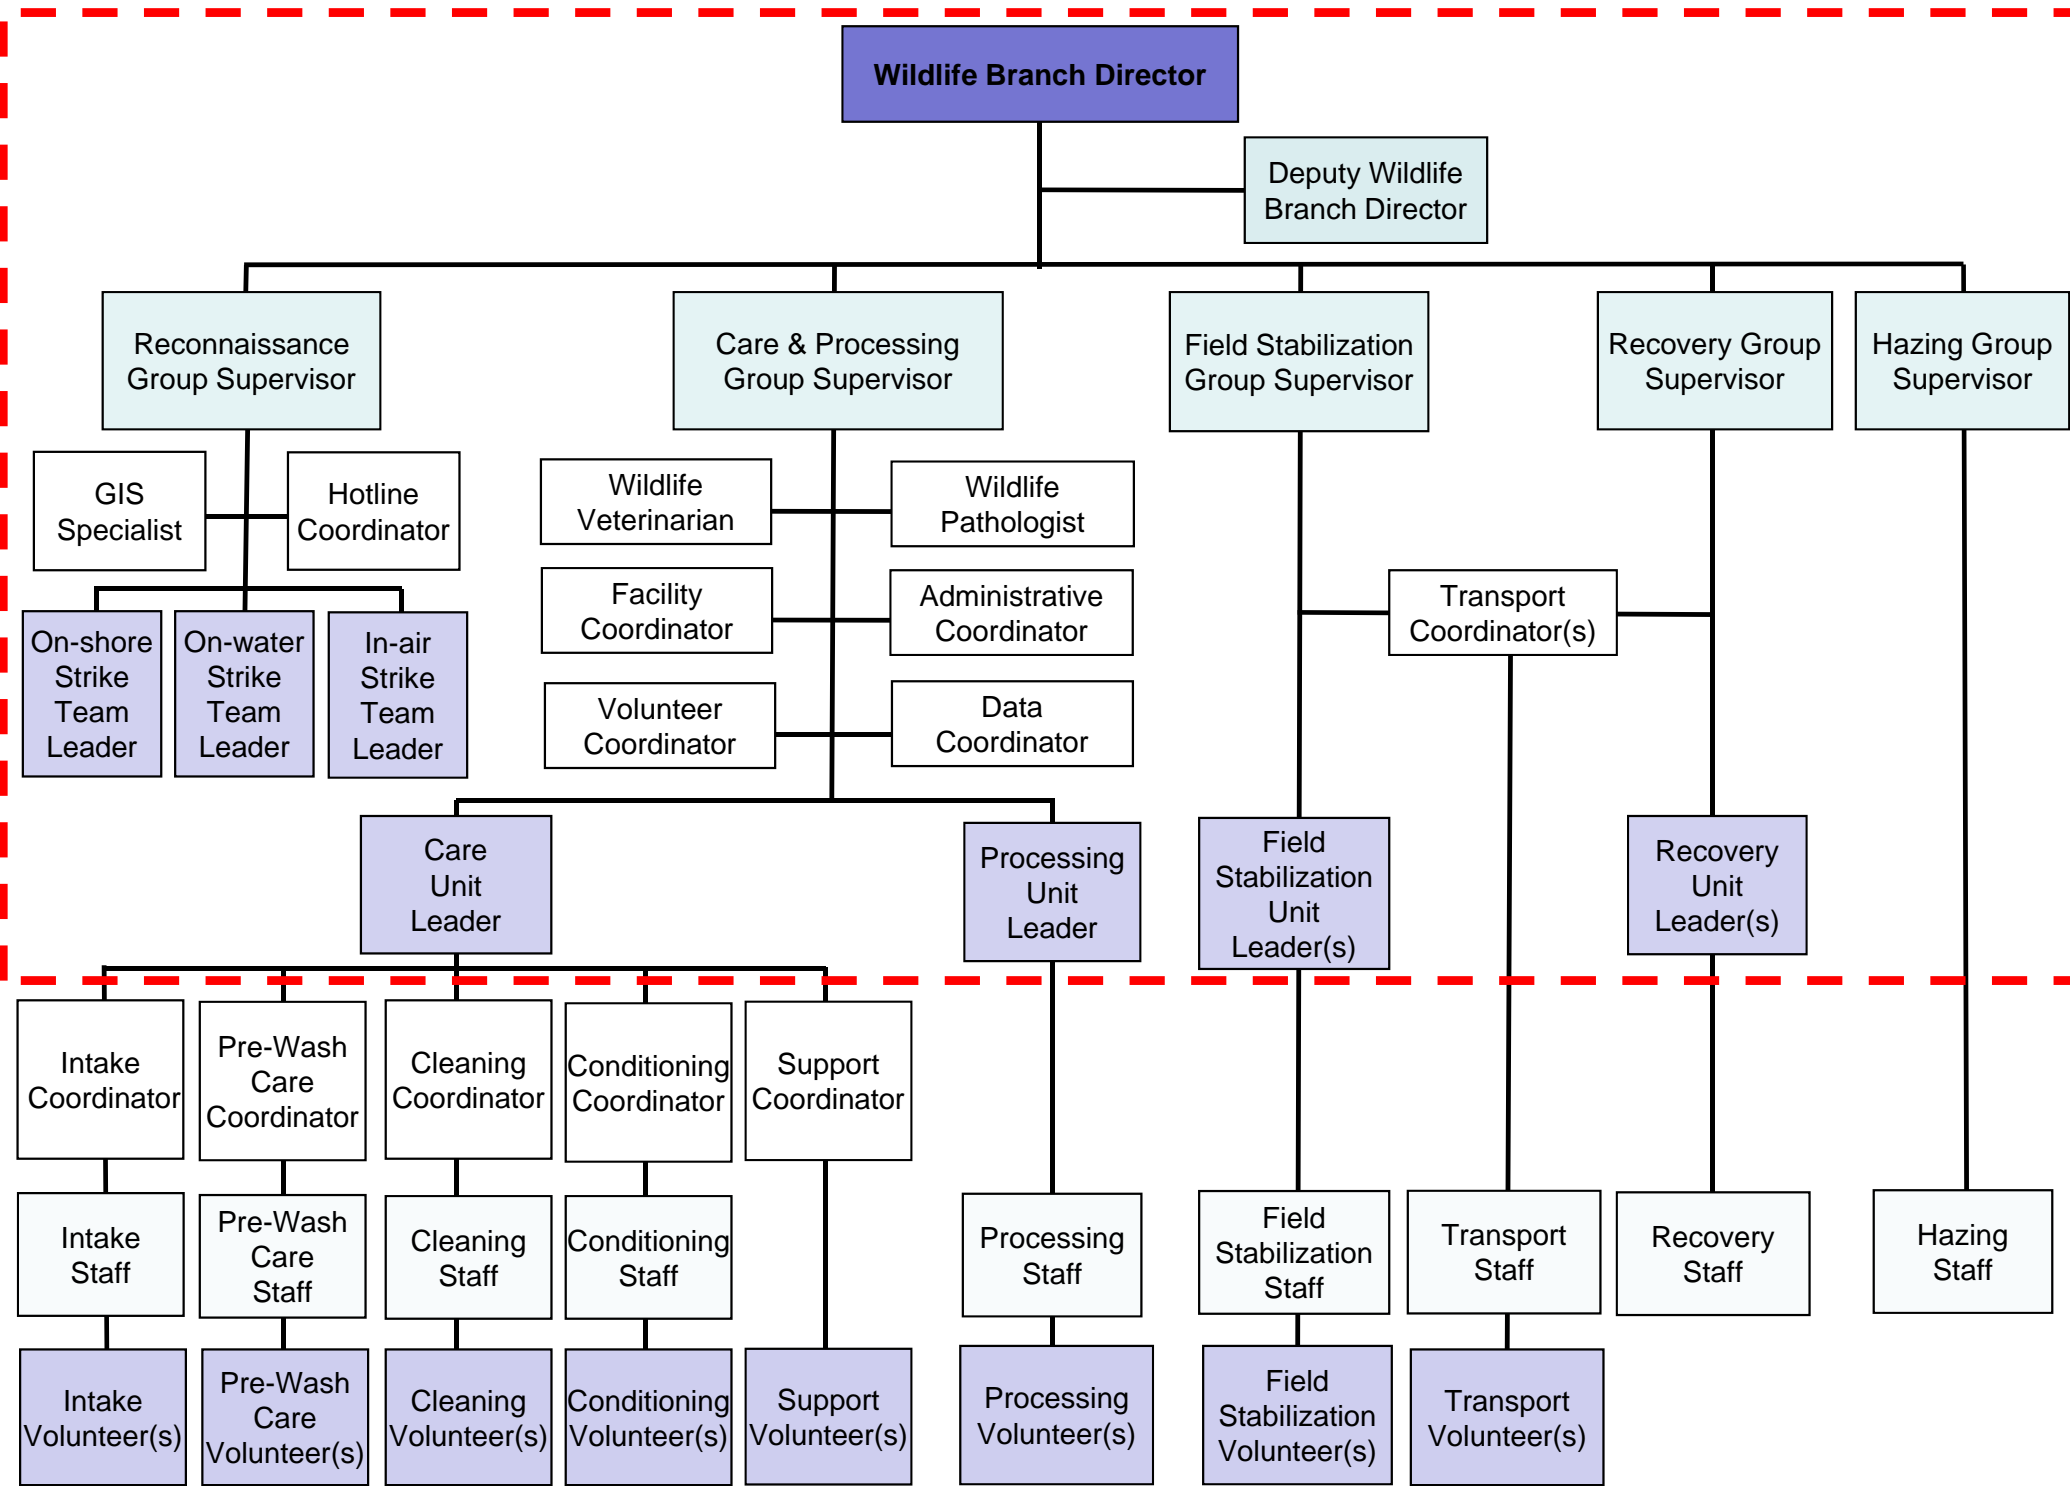 Wildlife Branch Director
Deputy Wildlife
Branch Director
Reconnaissance
Group Supervisor
Care & Processing
Group Supervisor
Field Stabilization
Group Supervisor
Recovery Group
Supervisor
Hazing Group
Supervisor
GIS
Specialist
Hotline
Coordinator
Wildlife
Veterinarian
Wildlife
Pathologist
Facility
Coordinator
Administrative
Coordinator
Transport
Coordinator(s)
On-shore
Strike
Team
Leader
On-water
Strike
Team
Leader
In-air
Strike
Team
Leader
Volunteer
Coordinator
Data
Coordinator
Care
Unit
Leader
Processing
Unit
Leader
Field
Stabilization
Unit
Leader(s)
Recovery
Unit
Leader(s)
Intake
Coordinator
Pre-Wash
Care
Coordinator
Cleaning
Coordinator
Conditioning
Coordinator
Support
Coordinator
Intake
Staff
Pre-Wash
Care
Staff
Cleaning
Staff
Conditioning
Staff
Processing
Staff
Field
Stabilization
Staff
Transport
Staff
Recovery
Staff
Hazing
Staff
Intake
Volunteer(s)
Pre-Wash
Care
Volunteer(s)
Cleaning
Volunteer(s)
Conditioning
Volunteer(s)
Support
Volunteer(s)
Processing
Volunteer(s)
Field
Stabilization
Volunteer(s)
Transport
Volunteer(s)